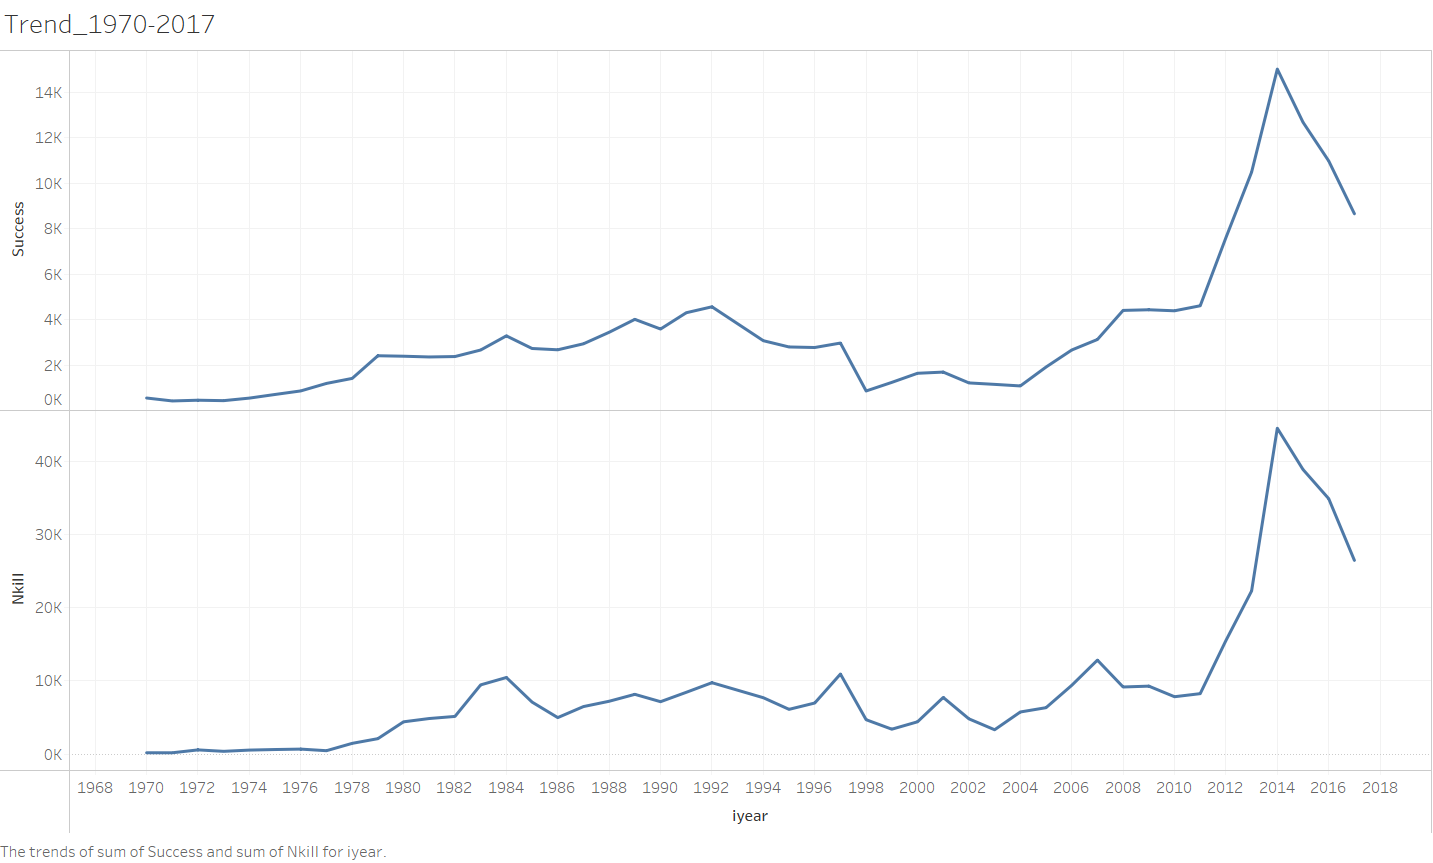 Trend_1970-2017
14K
12K
10K
8K
6K
4K
2K
0K
Success
40K
30K
20K
10K
0K
Nkill
1968 1970 1972 1974 1976 1978 1980 1982 1984 1986 1988 1990 1992 1994 1996 1998 2000 2002 2004 2006 2008 2010 2012 2014 2016 2018
iyear
The trends of sum of Success and sum of Nkill for iyear.